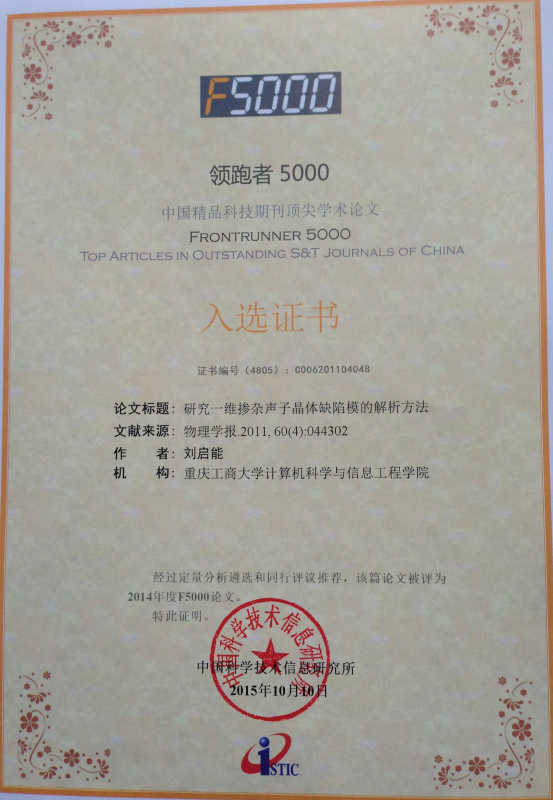 F5000
领跑者 5000
中国精品科技期刊顶尖学术论文
FRONTRUNNER 5000
TOP ARTICLES IN OUTSTANDING S&T JOURNALS OF CHINA
入选证书
证书编号（4805）：C006201104048
论文标题：研究一维掺杂声子晶体缺陷模的解析方法
文献来源：物理学报.2011, 60(4):044302
作 者：刘启能
机 构：重庆工商大学计算机科学与信息工程学院
经过定量分析遴选和同行评议推荐，该篇论文被评为
2014年度F5000论文。
特此证明。
中国科学技术信息研究所
中国科学技术信息研究所
2015年10月10日
iSTIC